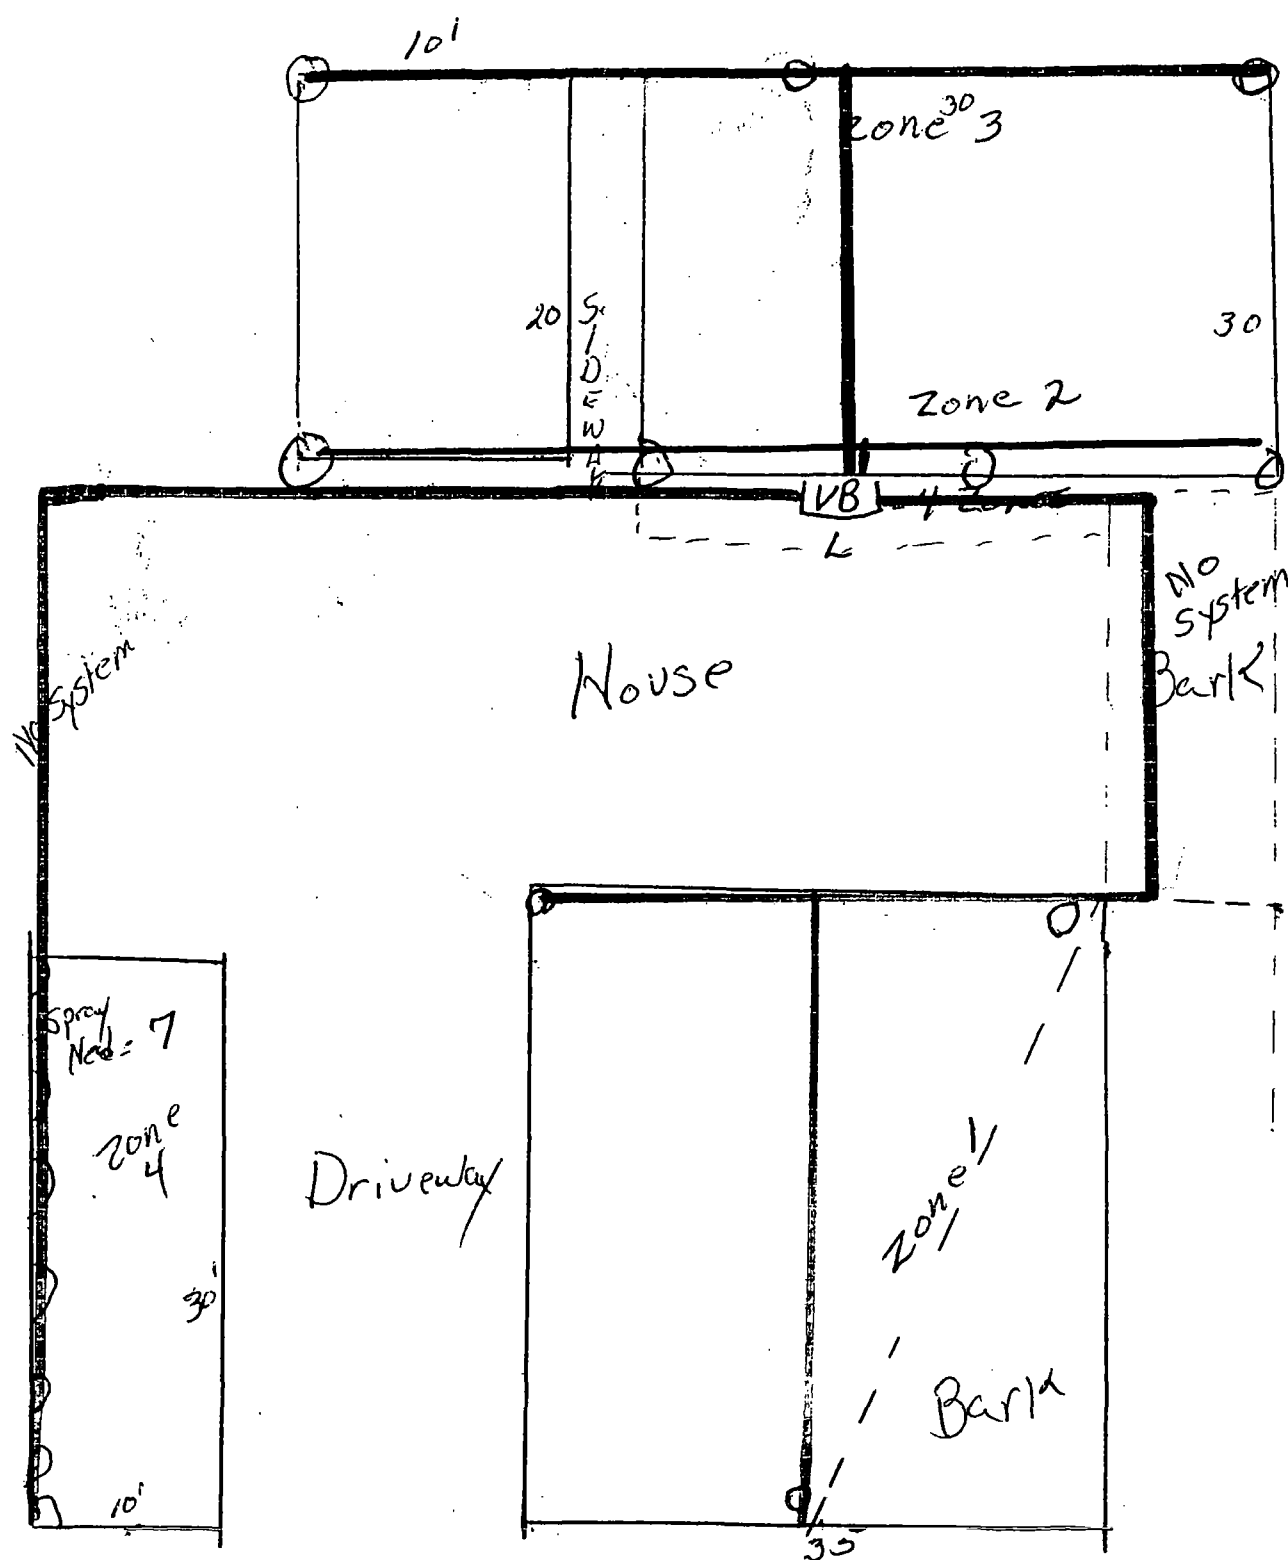 10'
30
zone 3
20
SIDEWAK
30
zone 2
VB
4 zones
L
No
System
Bark
No System
House
Spray
Need = 7
zone
4
Driveway
zone 1
30'
Bark
10'
35